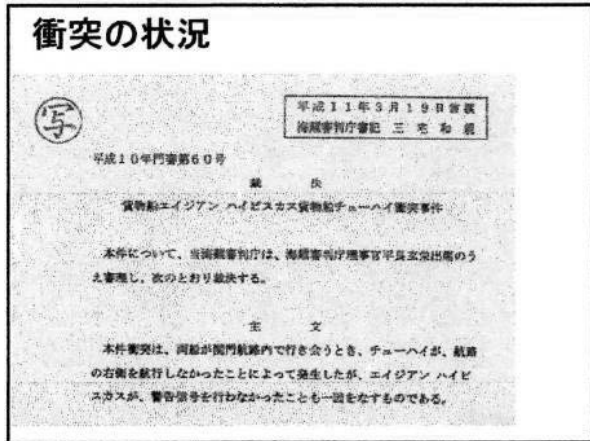 衝突の状況
写
平成11年3月19日言渡
海難審判庁書記 三宅和親
平成10年門審第60号
裁 決
貨物船エイジアン ハイビスカス貨物船チューハイ衝突事件
本件について、当海難審判庁は、海難審判庁理事官平良玄栄出席のう
え審理し、次のとおり裁決する。
主 文
本件衝突は、両船が関門航路内で行き会うとき、チューハイが、航路
の右側を航行しなかったことによって発生したが、エイジアン ハイビ
スカスが、警告信号を行わなかったことも一因をなすものである。